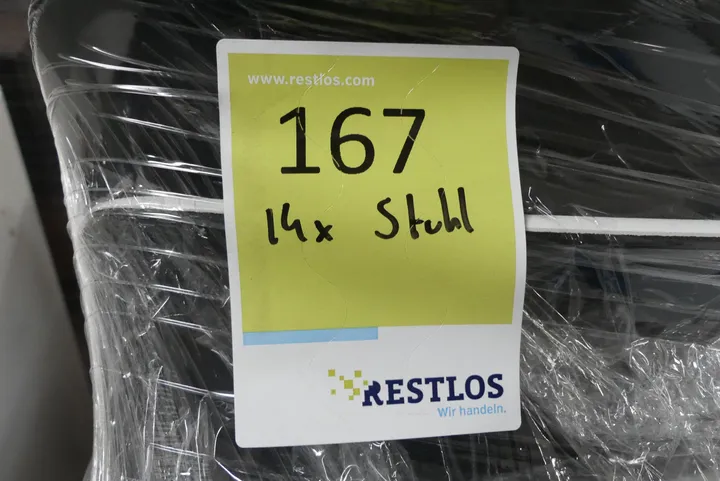 www.restlos.com
167
14x Stuhl
RESTLOS
Wir handeln.